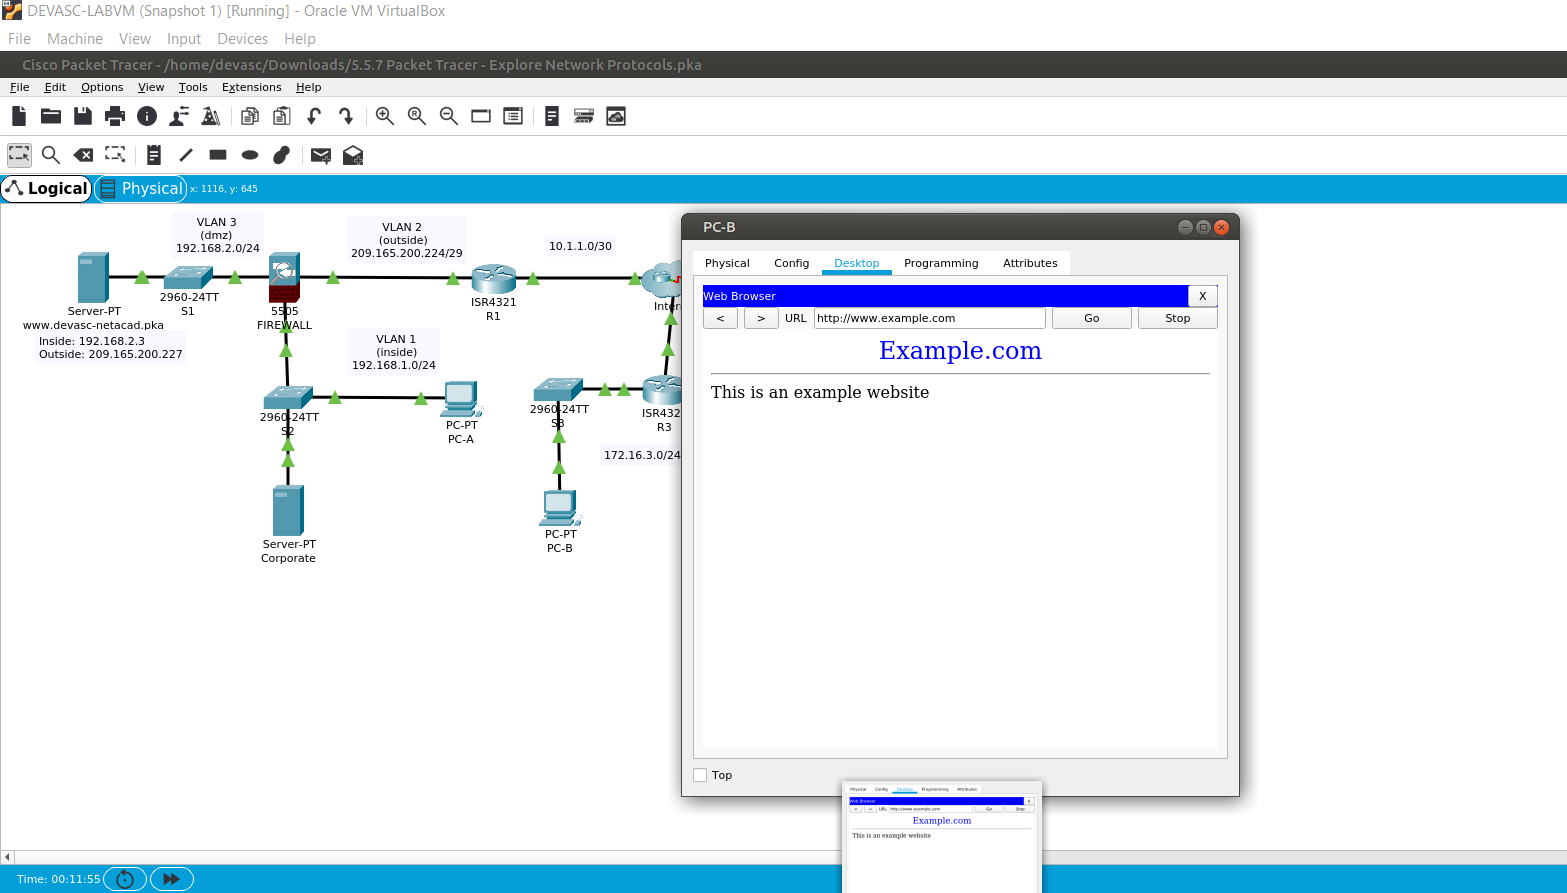 DEVASC-LABVM (Snapshot 1) [Running] - Oracle VM VirtualBox
File Machine View Input Devices Help
Cisco Packet Tracer - /home/devasc/Downloads/5.5.7 Packet Tracer - Explore Network Protocols.pka
File Edit Options View Tools Extensions Help
Logical Physical x: 1116, y: 645
VLAN 3
(dmz)
192.168.2.0/24
VLAN 2
(outside)
209.165.200.224/29
10.1.1.0/30
Server-PT
www.devasc-netacad.pka
Inside: 192.168.2.3
Outside: 209.165.200.227
2960-24TT
S1
5505
FIREWALL
ISR4321
R1
Inter
VLAN 1
(inside)
192.168.1.0/24
2960-24TT
S2
PC-PT
PC-A
2960-24TT
S3
ISR432
R3
172.16.3.0/24
Server-PT
Corporate
PC-PT
PC-B
PC-B
Physical Config Desktop Programming Attributes
Web Browser X
< > URL http://www.example.com Go Stop
Example.com
This is an example website
Top
Physical Config Desktop Programming Attributes
Web Browser X
< > URL http://www.example.com Go Stop
Example.com
This is an example website
Time: 00:11:55